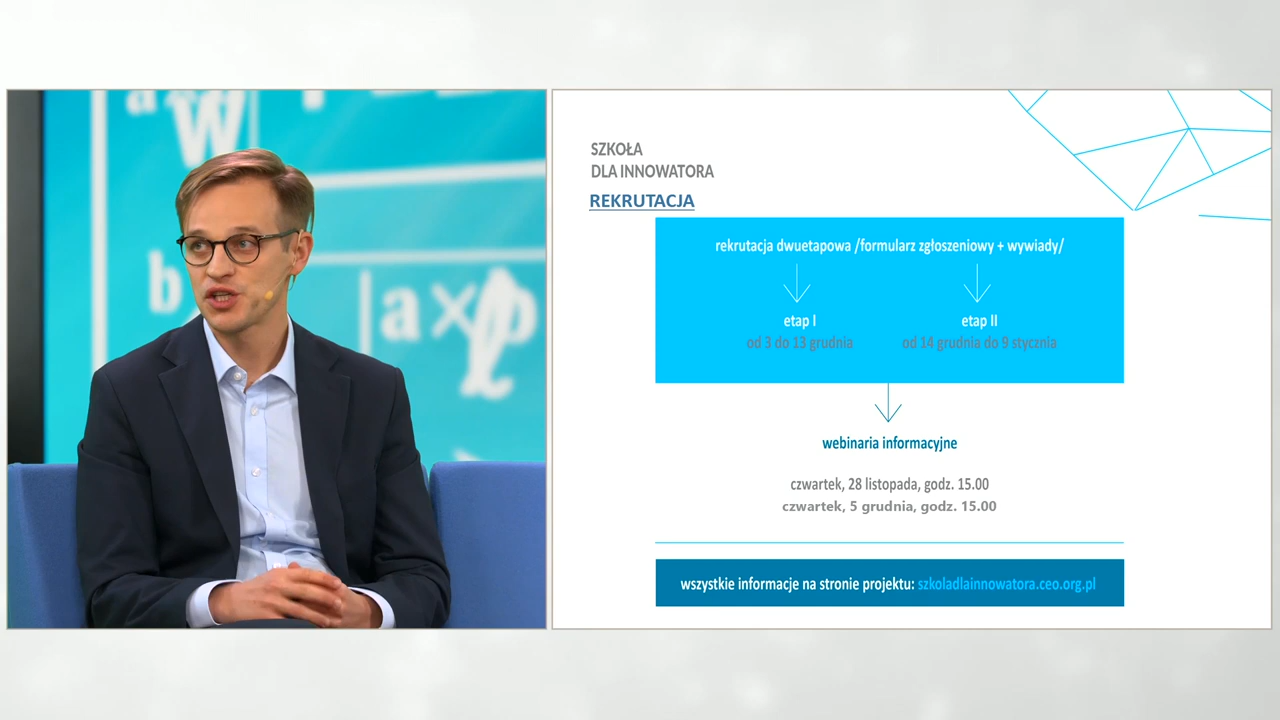 SZKOŁA
DLA INNOWATORA
REKRUTACJA
rekrutacja dwuetapowa /formularz zgłoszeniowy + wywiady/
etap I
etap II
od 3 do 13 grudnia
od 14 grudnia do 9 stycznia
webinaria informacyjne
czwartek, 28 listopada, godz. 15.00
czwartek, 5 grudnia, godz. 15.00
wszystkie informacje na stronie projektu: szkoladlainnowatora.ceo.org.pl
a
w
b
a×b